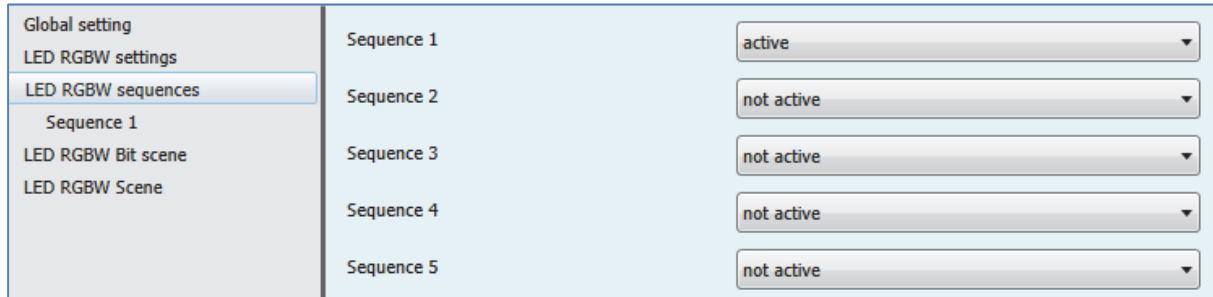 Global setting
LED RGBW settings
LED RGBW sequences
Sequence 1
LED RGBW Bit scene
LED RGBW Scene
Sequence 1 active
Sequence 2 not active
Sequence 3 not active
Sequence 4 not active
Sequence 5 not active